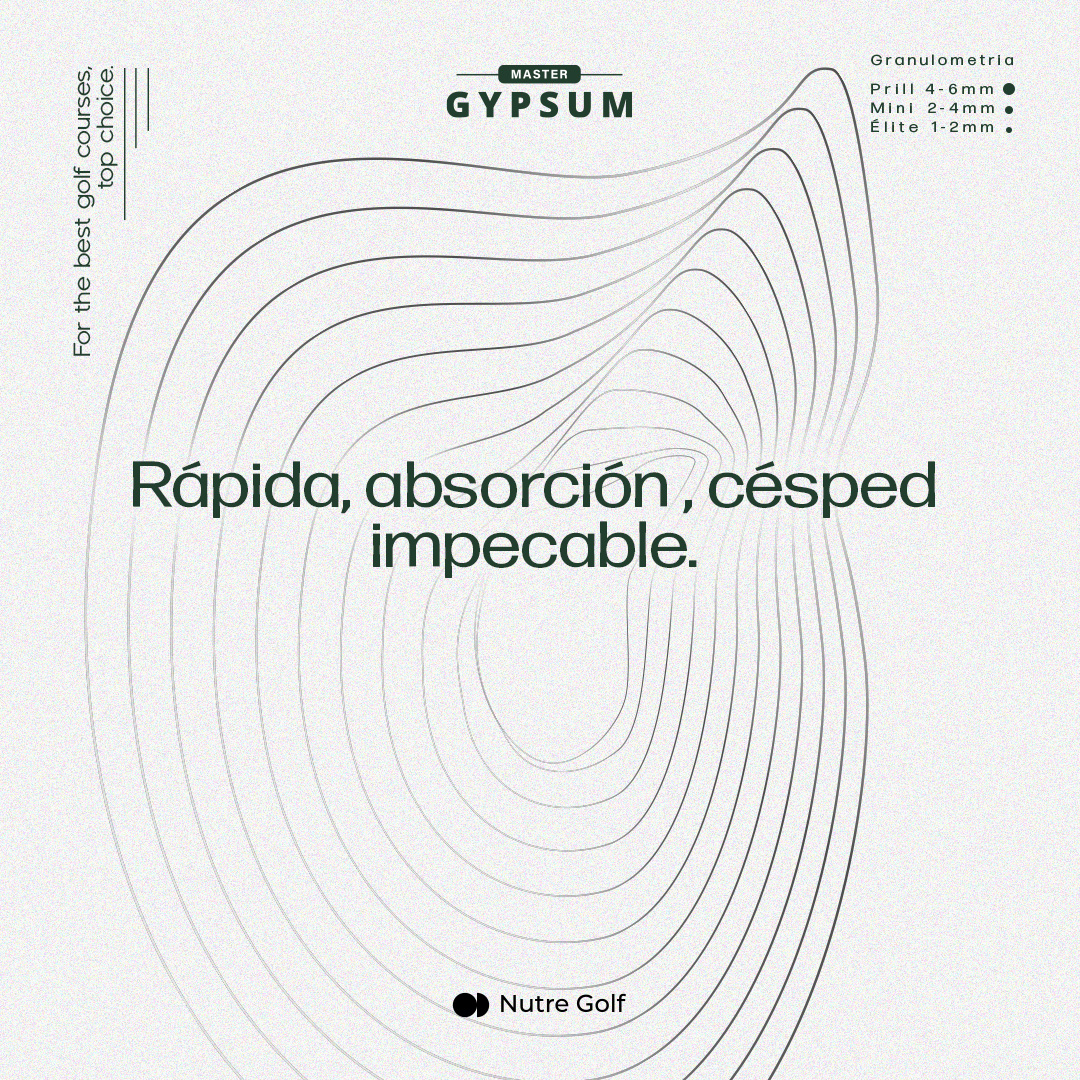 For the best golf courses,
top choice.
MASTER
GYPSUM
Granulometria
Prill 4-6mm
Mini 2-4mm
Élite 1-2mm
Rápida, absorción , césped
impecable.
Nutre Golf